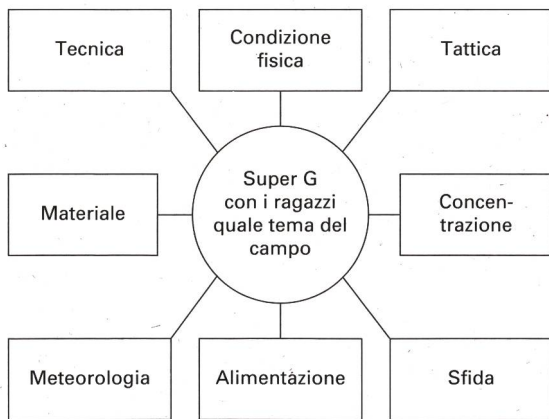 Tecnica
Condizione
fisica
Tattica
Super G
con i ragazzi
quale tema del
campo
Materiale
Concen-
trazione
Meteorologia
Alimentazione
Sfida